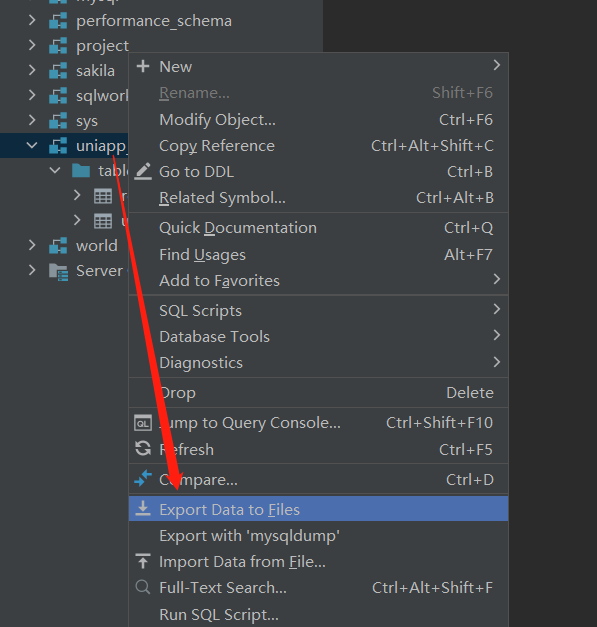 performance_schema
project
sakila
sqlwork
sys
uniapp_
table
world
Server
New
Rename... Shift+F6
Modify Object... Ctrl+F6
Copy Reference Ctrl+Alt+Shift+C
Go to DDL Ctrl+B
Related Symbol... Ctrl+Alt+B
Quick Documentation Ctrl+Q
Find Usages Alt+F7
Add to Favorites
SQL Scripts
Database Tools
Diagnostics
Drop Delete
QL Jump to Query Console... Ctrl+Shift+F10
Refresh Ctrl+F5
Compare... Ctrl+D
Export Data to Files
Export with 'mysqldump'
Import Data from File...
Full-Text Search... Ctrl+Alt+Shift+F
Run SQL Script...